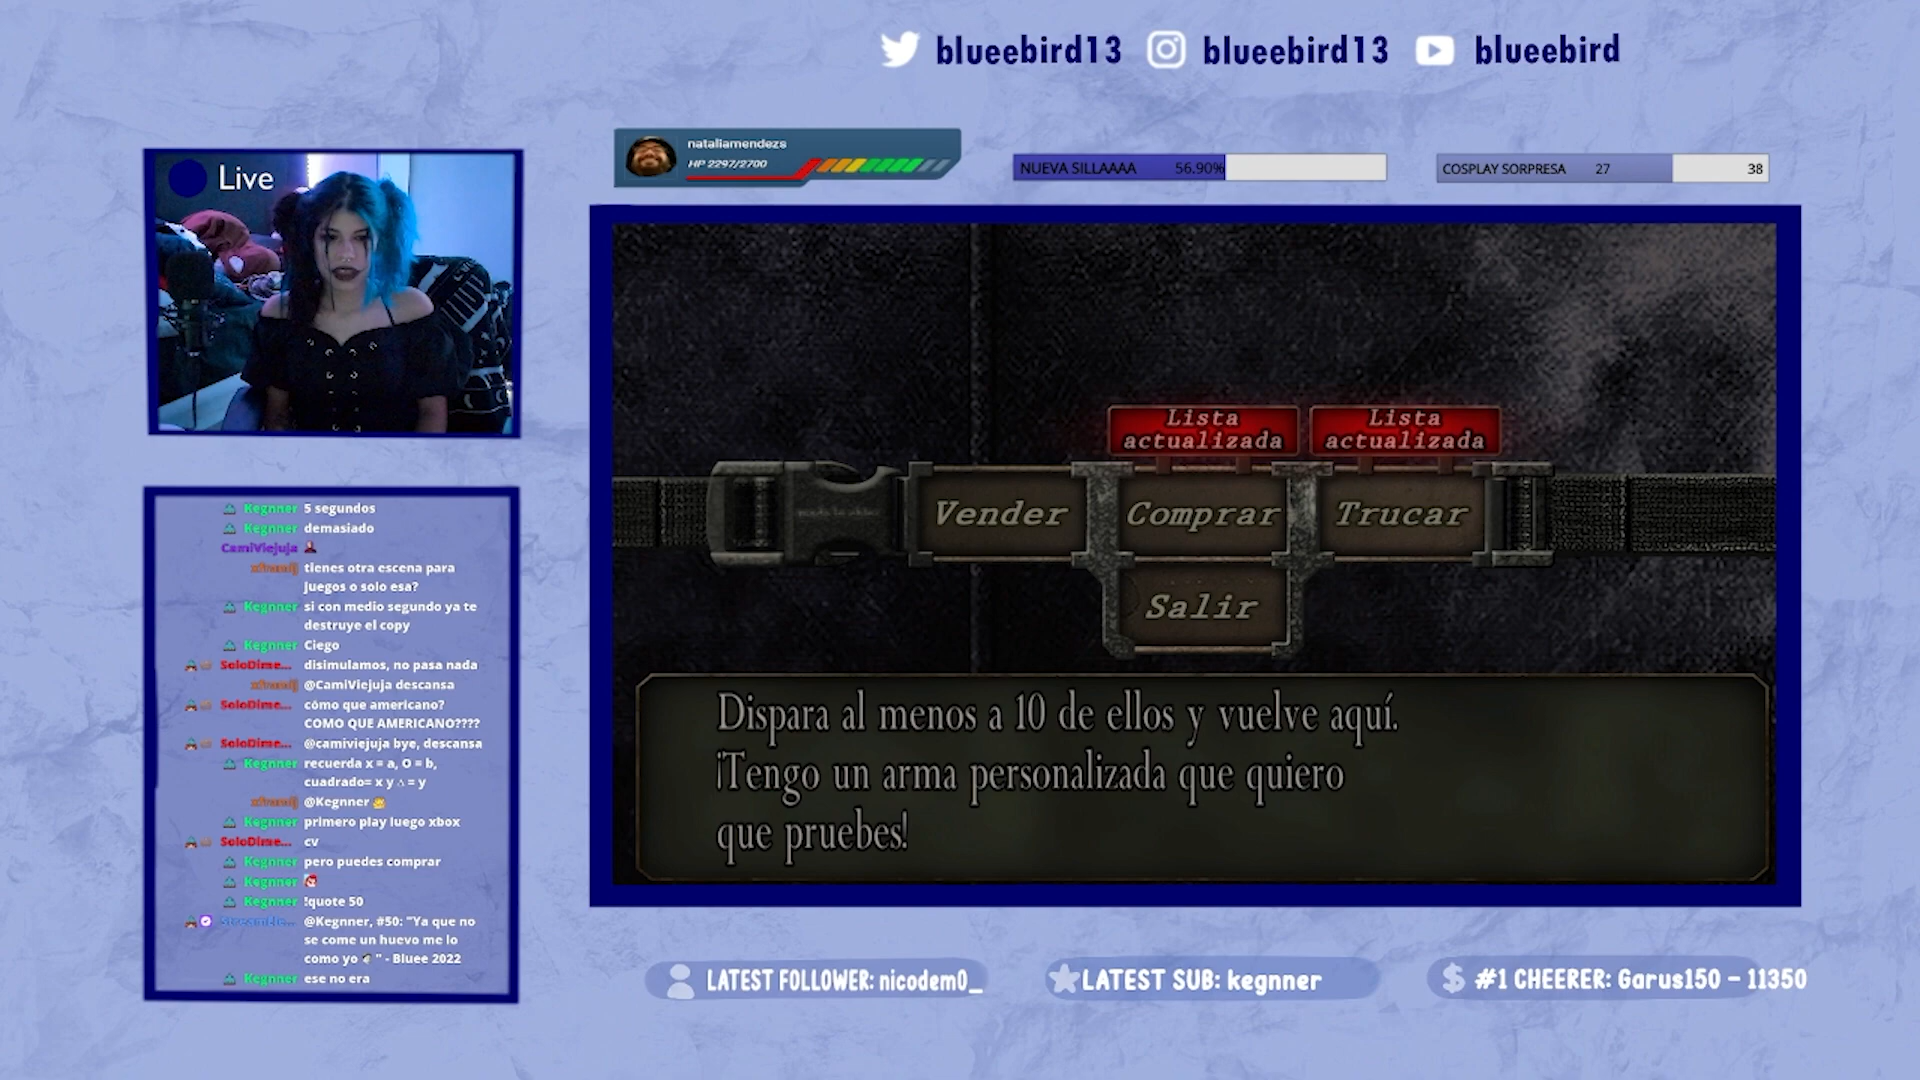 blueebird13 blueebird13 blueebird
nataliamendezs
HP 2297/2700
NUEVA SILLAAAA 56.90%
COSPLAY SORPRESA 27 38
Live
Lista actualizada
Lista actualizada
Vender Comprar Trucar
Salir
Dispara al menos a 10 de ellos y vuelve aquí.
¡Tengo un arma personalizada que quiero
que pruebes!
Kegnner 5 segundos
Kegnner demasiado
CamiViejuja
tienes otra escena para
juegos o solo esa?
Kegnner si con medio segundo ya te
destruye el copy
Kegnner Ciego
SoloDime... disimulamos, no pasa nada
@CamiViejuja descansa
SoloDime... cómo que americano?
COMO QUE AMERICANO????
SoloDime... @camiviejuja bye, descansa
Kegnner recuerda x = a, O = b,
cuadrado= x y △ = y
@Kegnner
Kegnner primero play luego xbox
SoloDime... cv
Kegnner pero puedes comprar
Kegnner
Kegnner !quote 50
StreamEle... @Kegnner, #50: "Ya que no
se come un huevo me lo
como yo " - Bluee 2022
Kegnner ese no era
LATEST FOLLOWER: nicodem0_
LATEST SUB: kegnner
#1 CHEERER: Garus150 - 11350